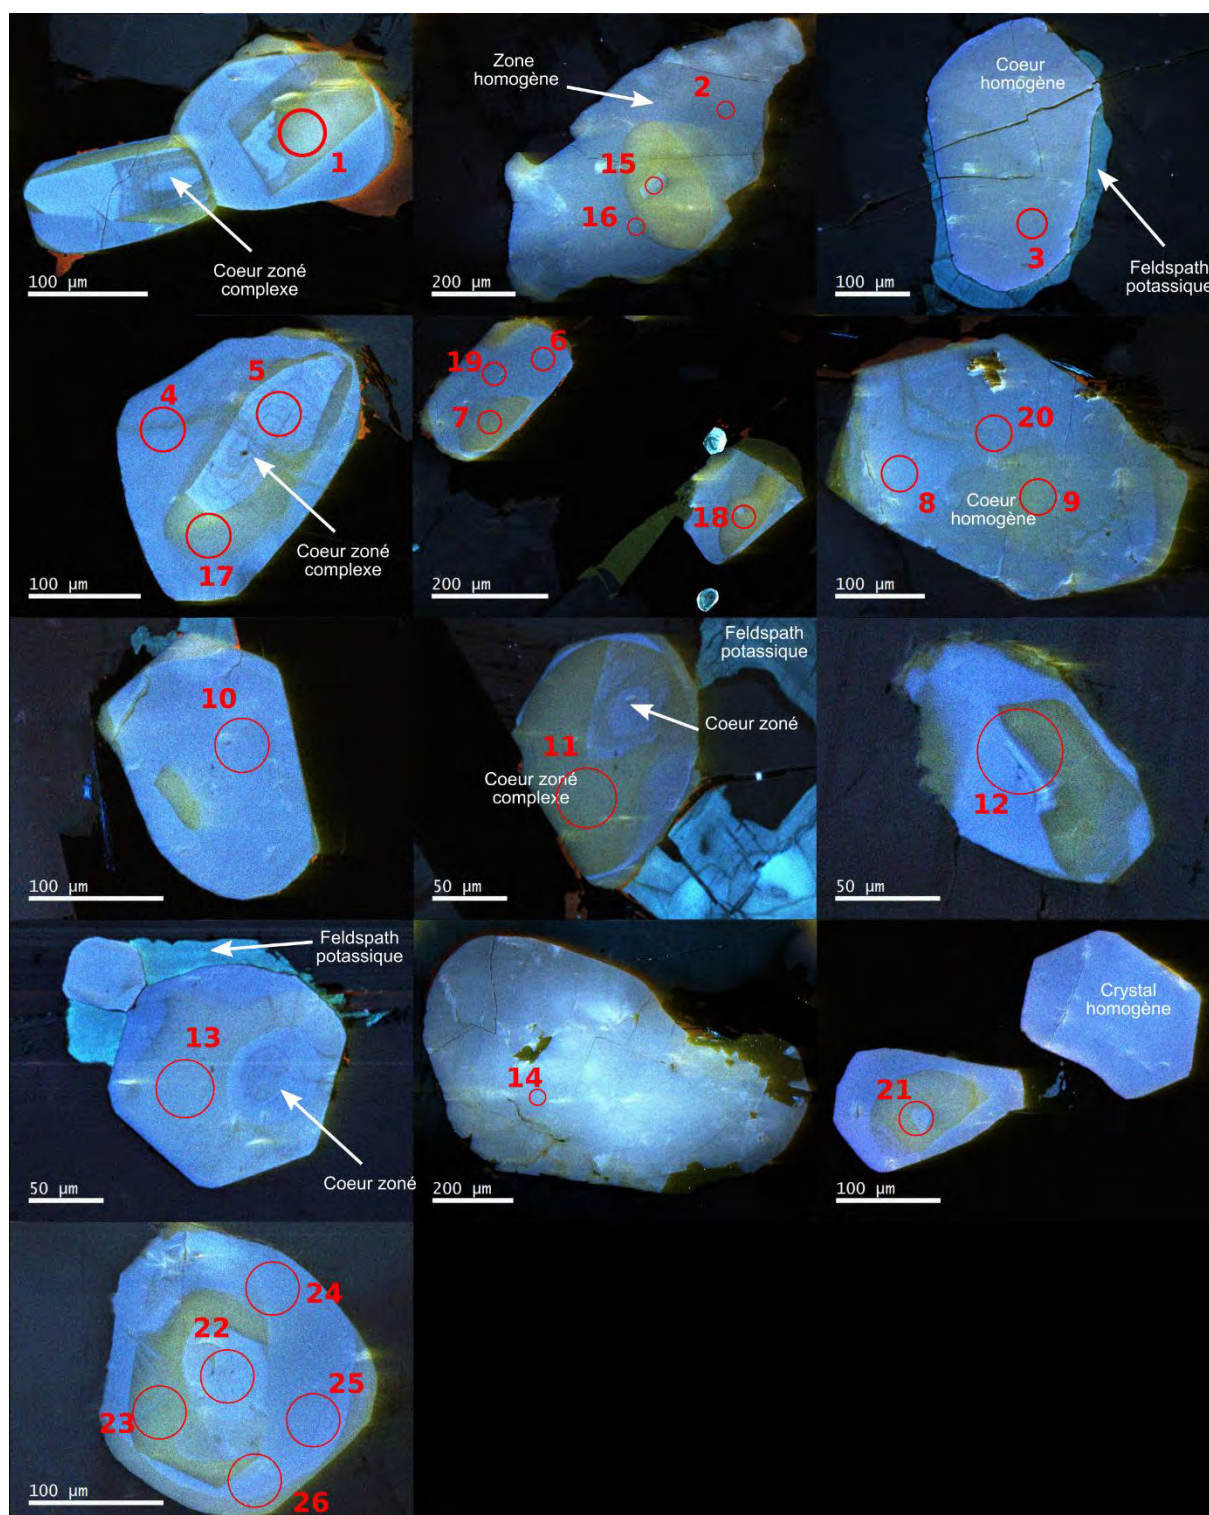 1
Coeur zoné
complexe
100 µm
Zone
homogène
2
15
16
200 µm
Coeur
homogène
3
Feldspath
potassique
100 µm
4
5
17
Coeur zoné
complexe
100 µm
6
19
7
18
200 µm
20
8
Coeur
homogène
9
100 µm
10
100 µm
Feldspath
potassique
Coeur zoné
11
Coeur zoné
complexe
50 µm
12
50 µm
Feldspath
potassique
13
Coeur zoné
50 µm
14
200 µm
Crystal
homogène
21
100 µm
24
22
25
23
26
100 µm